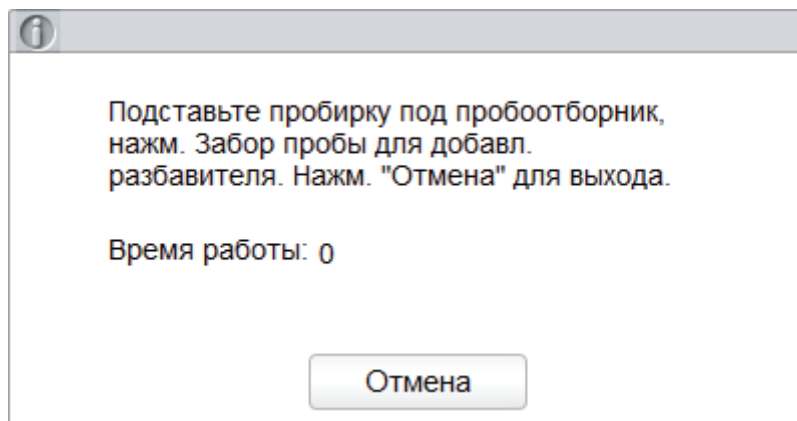 Подставьте пробирку под пробоотборник,
нажм. Забор пробы для добавл.
разбавителя. Нажм. "Отмена" для выхода.
Время работы: 0
Отмена